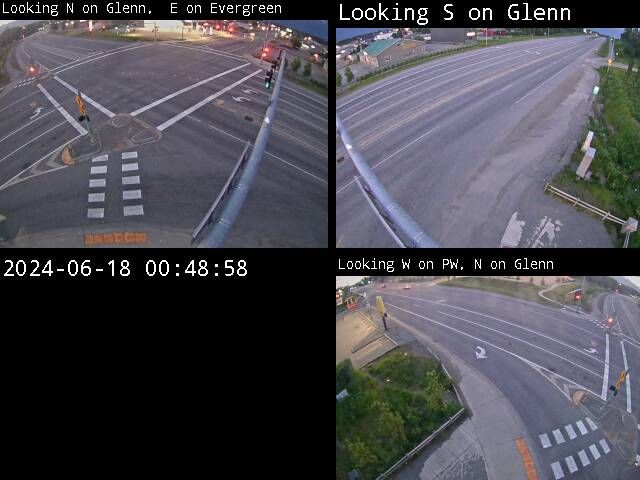 Looking N on Glenn,  E on Evergreen
Looking S on Glenn
2024-06-18 00:48:58
Looking W on PW, N on Glenn